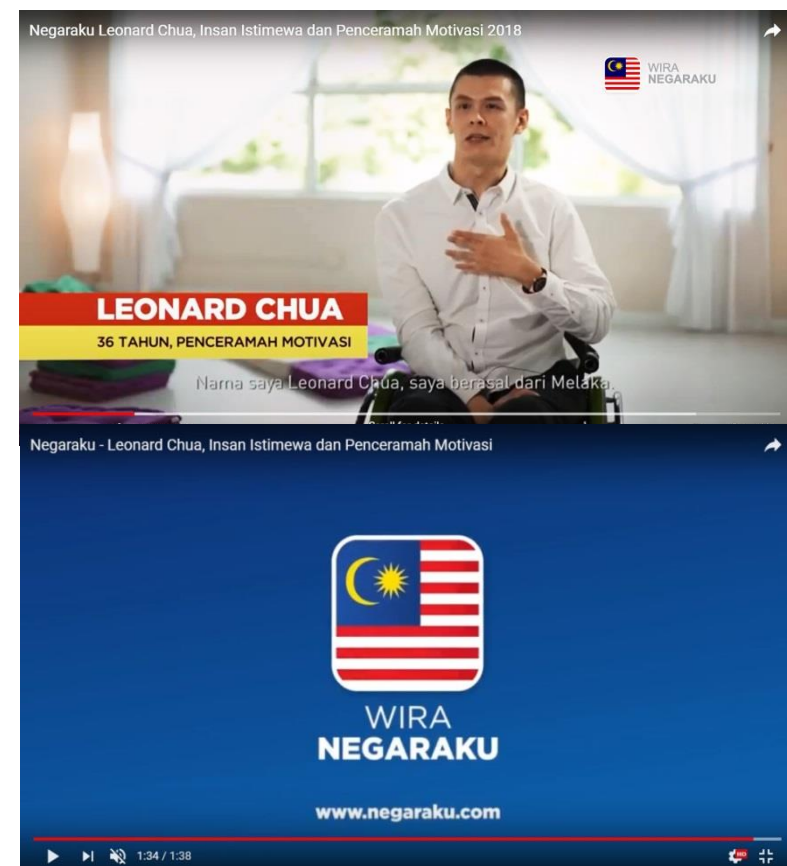 Negaraku Leonard Chua, Insan Istimewa dan Penceramah Motivasi 2018
WIRA
NEGARAKU
LEONARD CHUA
36 TAHUN, PENCERAMAH MOTIVASI
Nama saya Leonard Chua, saya berasal dari Melaka.
Negaraku - Leonard Chua, Insan Istimewa dan Penceramah Motivasi
WIRA
NEGARAKU
www.negaraku.com
1:34 / 1:38
HD